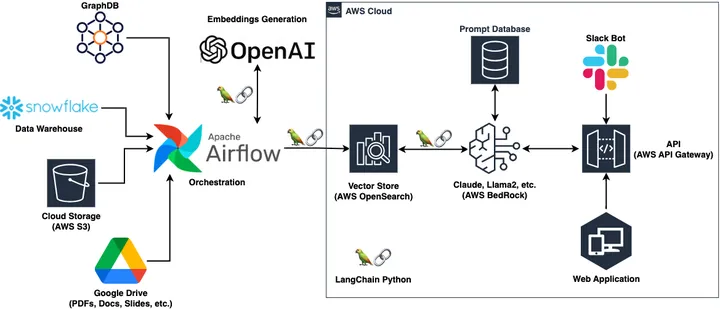 GraphDB
Embeddings Generation
OpenAI
aws
AWS Cloud
Prompt Database
Slack Bot
snowflake
Data Warehouse
Apache
Airflow
Orchestration
API
(AWS API Gateway)
Vector Store
(AWS OpenSearch)
Claude, Llama2, etc.
(AWS BedRock)
Cloud Storage
(AWS S3)
LangChain Python
Web Application
Google Drive
(PDFs, Docs, Slides, etc.)